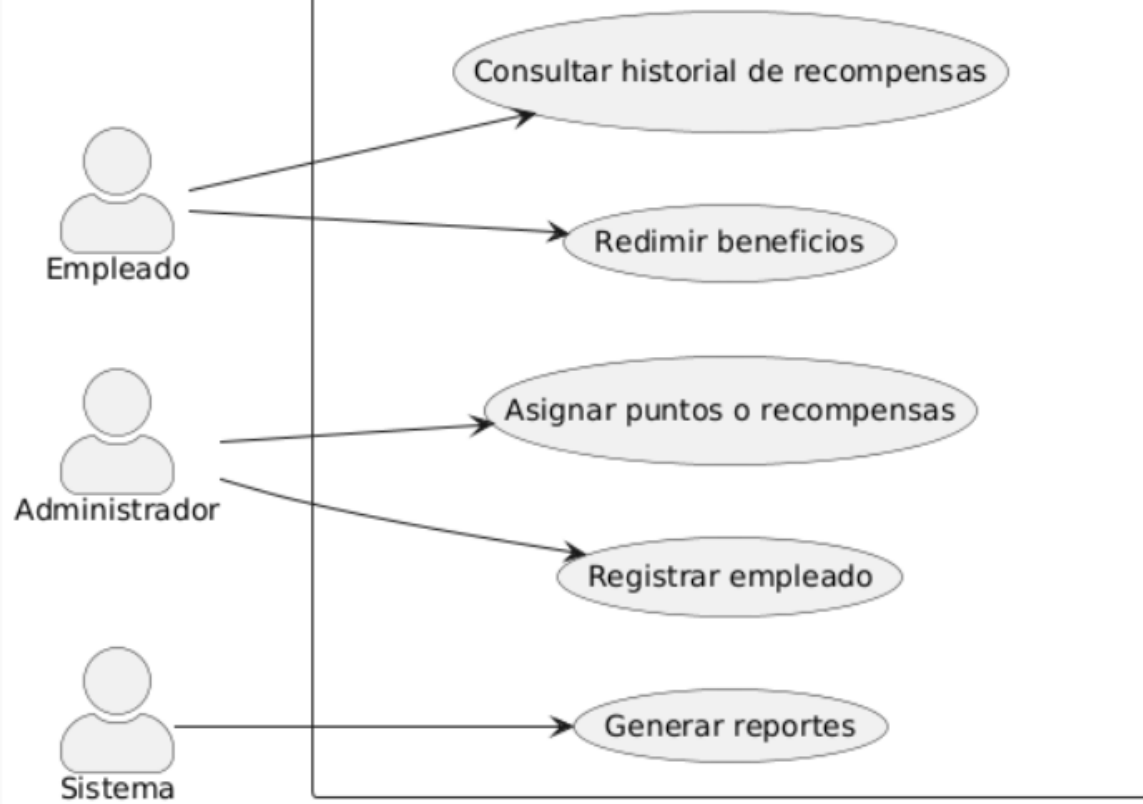 Consultar historial de recompensas
Redimir beneficios
Empleado
Asignar puntos o recompensas
Administrador
Registrar empleado
Generar reportes
Sistema